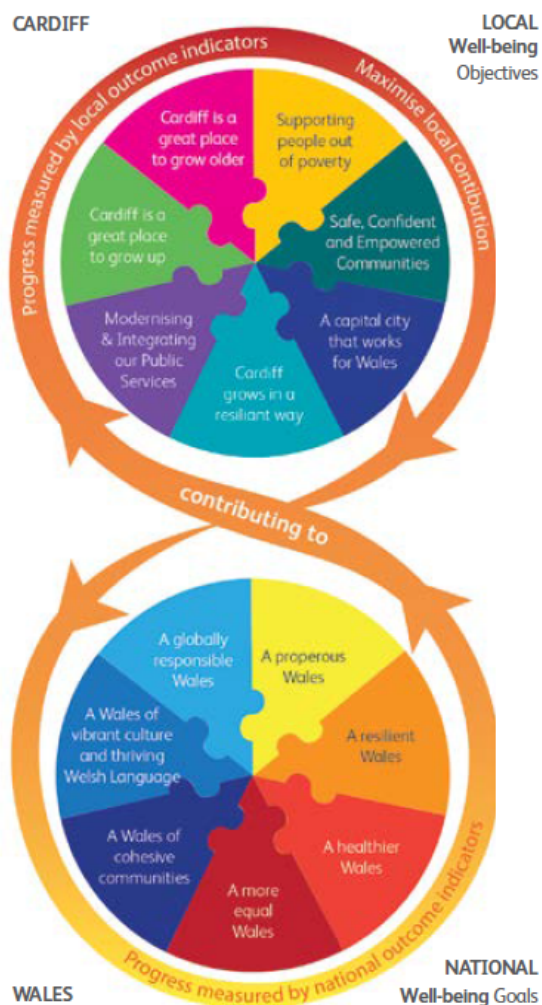 CARDIFF
LOCAL
Well-being
Objectives
Progress measured by local outcome indicators
Maximise local contibution
Cardiff is a
great place
to grow older
Supporting
people out
of poverty
Cardiff is a
great place
to grow up
Safe, Confident
and Empowered
Communities
Modernising
& Integrating
our Public
Services
A capital city
that works
for Wales
Cardiff
grows in a
resiliant way
contributing to
A globally
responsible
Wales
A properous
Wales
A Wales of
vibrant culture
and thriving
Welsh Language
A resilient
Wales
A Wales of
cohesive
communities
A healthier
Wales
A more
equal
Wales
Progress measured by national outcome indicators
WALES
NATIONAL
Well-being Goals